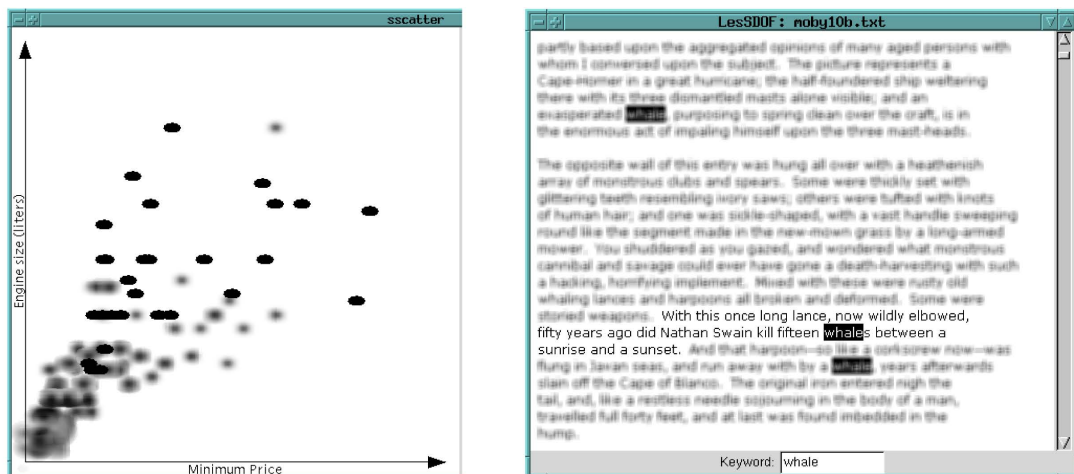 sscatter
Engine size (liters)
Minimum Price
LesSDOF: moby10b.txt
partly based upon the aggregated opinions of many aged persons with
whom I conversed upon the subject. The picture represents a
Cape-Horner in a great hurricane; the half-foundered ship weltering
there with its three dismantled masts alone visible; and an
exasperated whale, purposing to spring clean over the craft, is in
the enormous act of impaling himself upon the three mast-heads.
The opposite wall of this entry was hung all over with a heathenish
array of monstrous clubs and spears. Some were thickly set with
glittering teeth resembling ivory saws; others were tufted with knots
of human hair; and one was sickle-shaped, with a vast handle sweeping
round like the segment made in the new-mown grass by a long-armed
mower. You shuddered as you gazed, and wondered what monstrous
cannibal and savage could ever have gone a death-harvesting with such
a hacking, horrifying implement. Mixed with these were rusty old
whaling lances and harpoons all broken and deformed. Some were
storied weapons. With this once long lance, now wildly elbowed,
fifty years ago did Nathan Swain kill fifteen whales between a
sunrise and a sunset. And that harpoon—so like a corkscrew now—was
flung in Javan seas, and run away with by a whale, years afterwards
slain off the Cape of Blanco. The original iron entered nigh the
tail, and, like a restless needle sojourning in the body of a man,
travelled full forty feet, and at last was found imbedded in the
hump.
Keyword: whale